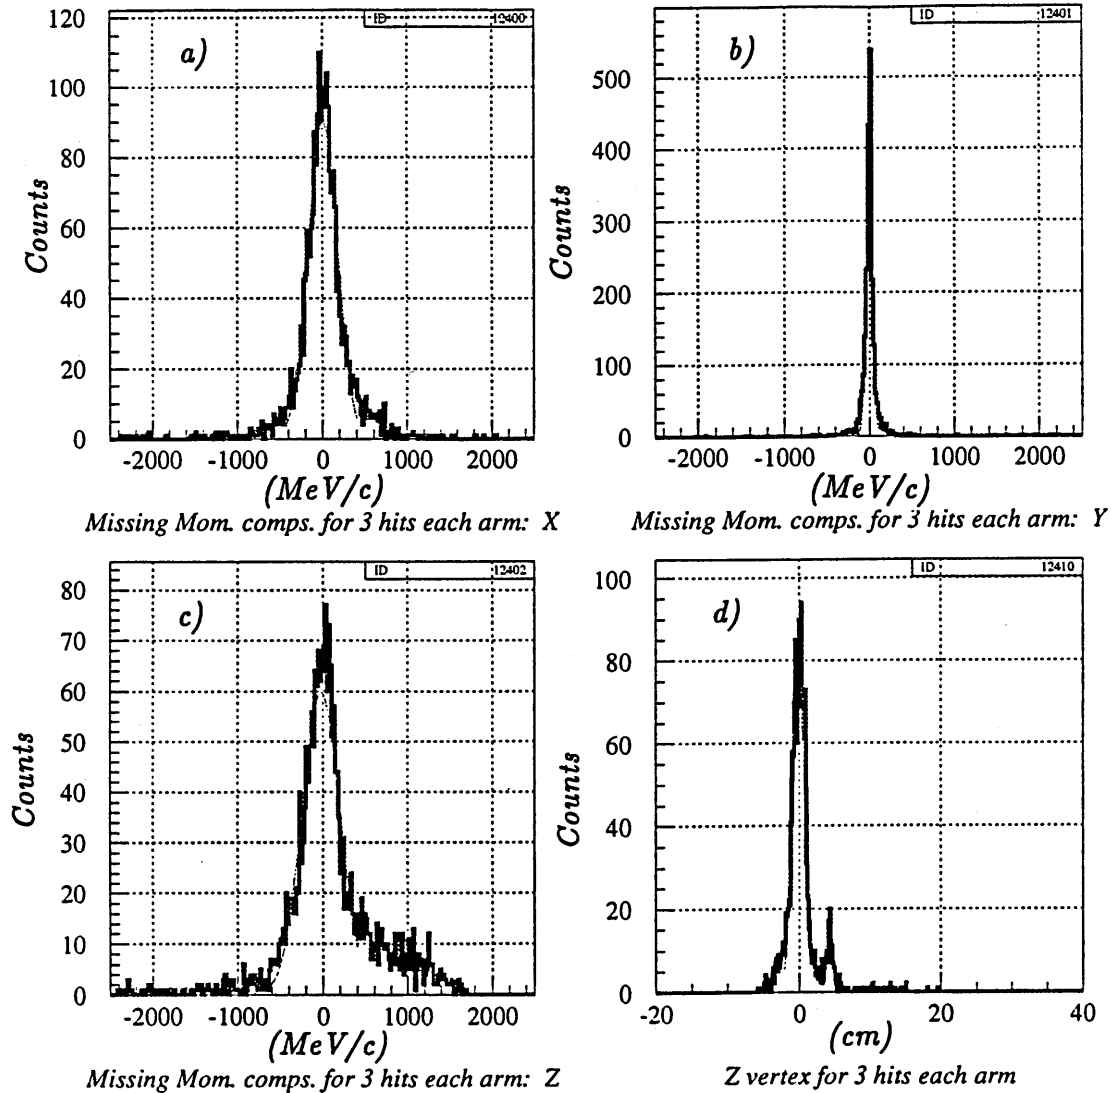 ID 12400
a)
120
100
80
60
40
20
0
Counts
-2000 -1000 0 1000 2000
(MeV/c)
Missing Mom. comps. for 3 hits each arm: X
ID 12401
b)
500
400
300
200
100
0
Counts
-2000 -1000 0 1000 2000
(MeV/c)
Missing Mom. comps. for 3 hits each arm: Y
ID 12402
c)
80
70
60
50
40
30
20
10
0
Counts
-2000 -1000 0 1000 2000
(MeV/c)
Missing Mom. comps. for 3 hits each arm: Z
ID 12410
d)
100
80
60
40
20
0
Counts
-20 0 20 40
(cm)
Z vertex for 3 hits each arm